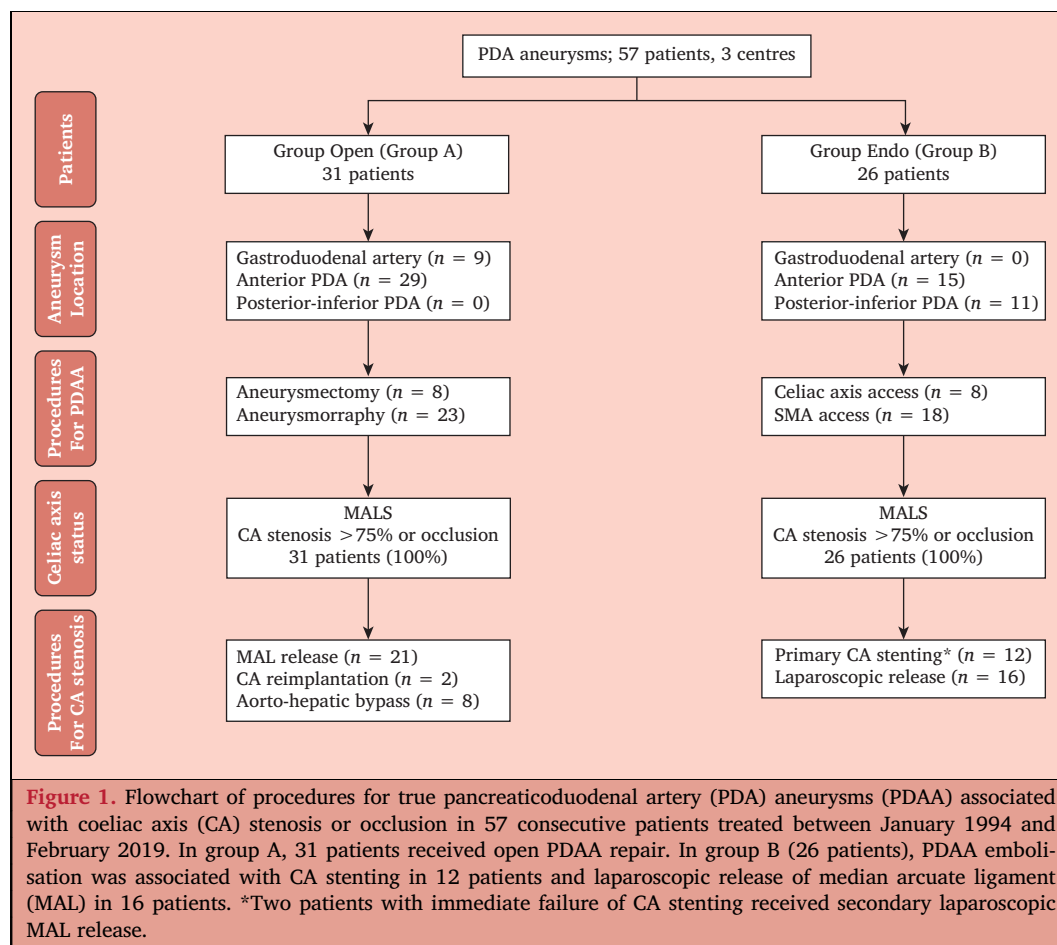 PDA aneurysms; 57 patients, 3 centres
Patients
Group Open (Group A)
31 patients
Group Endo (Group B)
26 patients
Aneurysm
Location
Gastroduodenal artery (n = 9)
Anterior PDA (n = 29)
Posterior-inferior PDA (n = 0)
Gastroduodenal artery (n = 0)
Anterior PDA (n = 15)
Posterior-inferior PDA (n = 11)
Procedures
For PDAA
Aneurysmectomy (n = 8)
Aneurysmorraphy (n = 23)
Celiac axis access (n = 8)
SMA access (n = 18)
Celiac axis
status
MALS
CA stenosis >75% or occlusion
31 patients (100%)
MALS
CA stenosis >75% or occlusion
26 patients (100%)
Procedures
For CA stenosis
MAL release (n = 21)
CA reimplantation (n = 2)
Aorto-hepatic bypass (n = 8)
Primary CA stenting* (n = 12)
Laparoscopic release (n = 16)
Figure 1. Flowchart of procedures for true pancreaticoduodenal artery (PDA) aneurysms (PDAA) associated
with coeliac axis (CA) stenosis or occlusion in 57 consecutive patients treated between January 1994 and
February 2019. In group A, 31 patients received open PDAA repair. In group B (26 patients), PDAA emboli-
sation was associated with CA stenting in 12 patients and laparoscopic release of median arcuate ligament
(MAL) in 16 patients. *Two patients with immediate failure of CA stenting received secondary laparoscopic
MAL release.